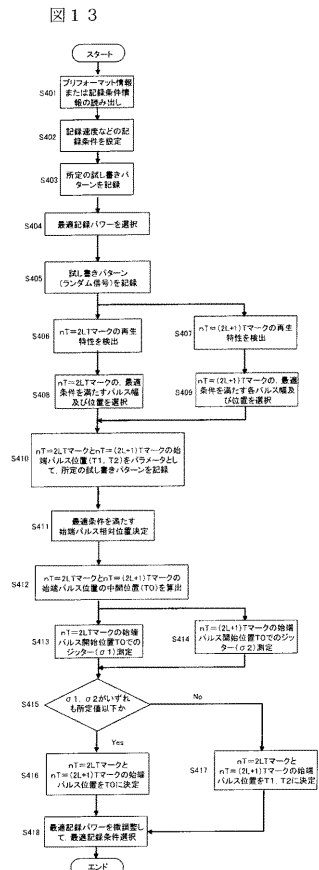 図13
スタート
S401
プリフォーマット情報
または記録条件情
報の読み出し
S402
記録速度などの記
録条件を設定
S403
所定の試し書きパ
ターンを記録
S404
最適記録パワーを選択
S405
試し書きパターン
(ランダム信号)を記録
S406
nT=2LTマークの再生
特性を検出
S407
nT=(2L+1)Tマークの再生
特性を検出
S408
nT=2LTマークの、最適
条件を満たすパルス幅
及び位置を選択
S409
nT=(2L+1)Tマークの、最適
条件を満たす各パルス幅
及び位置を選択
S410
nT=2LTマークとnT=(2L+1)Tマークの始
端パルス位置(T1、T2)をパラメータとし
て、所定の試し書きパターンを記録
S411
最適条件を満たす
始端パルス相対位置決定
S412
nT=2LTマークとnT=(2L+1)Tマークの
始端パルス位置の中間位置(T0)を算出
S413
nT=2LTマークの始端
パルス開始位置T0での
ジッター(σ1)測定
S414
nT=(2L+1)Tマークの始端
パルス開始位置T0でのジッ
ター(σ2)測定
S415
σ1、σ2がいずれ
も所定値以下か
No
Yes
S416
nT=2LTマークと
nT=(2L+1)Tマークの始端
パルス位置をT0に決定
S417
nT=2LTマークと
nT=(2L+1)Tマークの始端
パルス位置をT1、T2に決定
S418
最適記録パワーを微調整し
て、最適記録条件選択
エンド